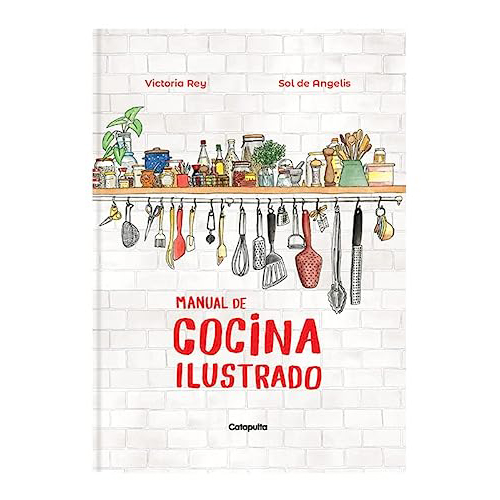 Victoria Rey Sol de Angelis
MANUAL DE
COCINA
ILUSTRADO
Catapulta